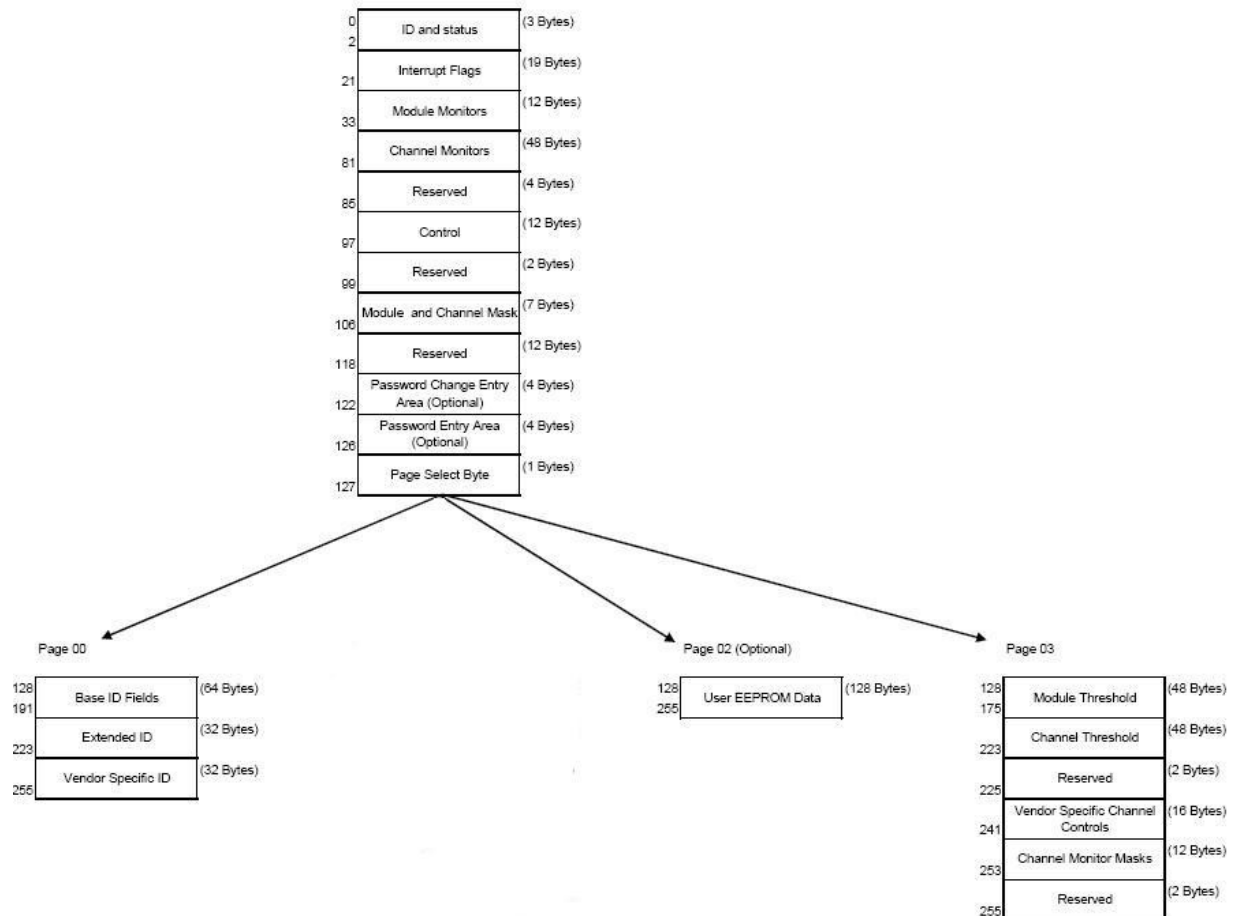 0
ID and status
(3 Bytes)
2
Interrupt Flags
(19 Bytes)
21
Module Monitors
(12 Bytes)
33
Channel Monitors
(48 Bytes)
81
Reserved
(4 Bytes)
85
Control
(12 Bytes)
97
Reserved
(2 Bytes)
99
Module and Channel Mask
(7 Bytes)
106
Reserved
(12 Bytes)
118
Password Change Entry
Area (Optional)
(4 Bytes)
122
Password Entry Area
(Optional)
(4 Bytes)
126
Page Select Byte
(1 Bytes)
127
Page 00
128
Base ID Fields
(64 Bytes)
191
Extended ID
(32 Bytes)
223
Vendor Specific ID
(32 Bytes)
255
Page 02 (Optional)
128
User EEPROM Data
(128 Bytes)
255
Page 03
128
Module Threshold
(48 Bytes)
175
Channel Threshold
(48 Bytes)
223
Reserved
(2 Bytes)
225
Vendor Specific Channel
Controls
(16 Bytes)
241
Channel Monitor Masks
(12 Bytes)
253
Reserved
(2 Bytes)
255